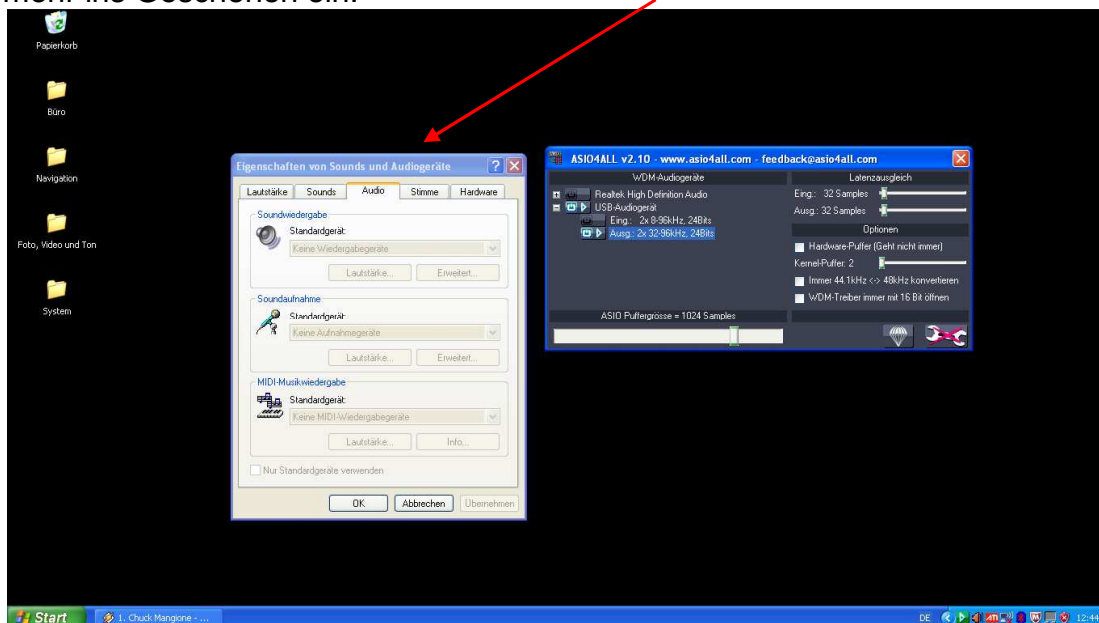 Papierkorb
Büro
Navigation
Foto, Video und Ton
System
Eigenschaften von Sounds und Audiogeräte
Lautstärke Sounds Audio Stimme Hardware
Soundwiedergabe
Standardgerät:
Keine Wiedergabegeräte
Lautstärke... Erweitert...
Soundaufnahme
Standardgerät:
Keine Aufnahmegeräte
Lautstärke... Erweitert...
MIDI-Musikwiedergabe
Standardgerät:
Keine MIDI-Wiedergabegeräte
Lautstärke... Info...
Nur Standardgeräte verwenden
OK Abbrechen Übernehmen
ASIO4ALL v2.10 - www.asio4all.com - feedback@asio4all.com
WDM-Audiogeräte
Realtek High Definition Audio
USB-Audiogerät
Eing.: 2x 8-96kHz, 24Bits
Ausg.: 2x 32-96kHz, 24Bits
ASIO Puffergrösse = 1024 Samples
Latenzausgleich
Eing.: 32 Samples
Ausg.: 32 Samples
Optionen
Hardware-Puffer (Geht nicht immer)
Kernel-Puffer: 2
Immer 44.1kHz <-> 48kHz konvertieren
WDM-Treiber immer mit 16 Bit öffnen
Start 1. Chuck Mangione - ... DE 12:44